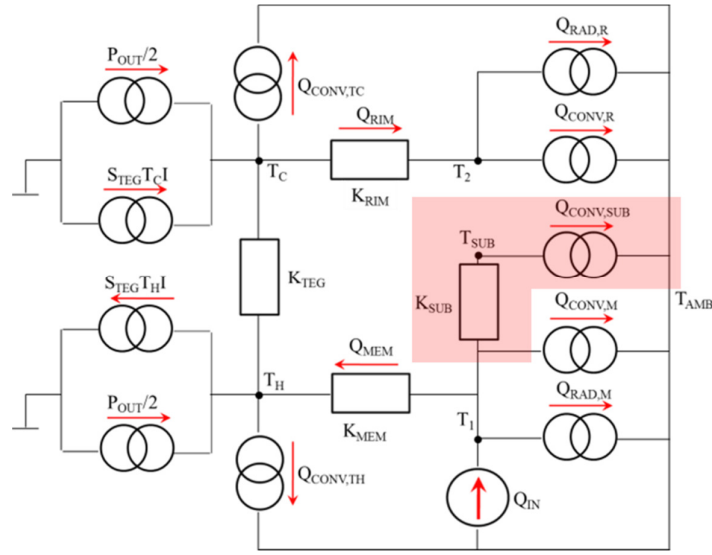 P_OUT/2
Q_CONV,TC
Q_RAD,R
Q_RIM
Q_CONV,R
S_TEG T_C I
T_C
K_RIM
T_2
Q_CONV,SUB
T_SUB
K_TEG
S_TEG T_H I
K_SUB
T_AMB
Q_CONV,M
Q_MEM
T_H
Q_RAD,M
P_OUT/2
K_MEM
T_1
Q_CONV,TH
Q_IN